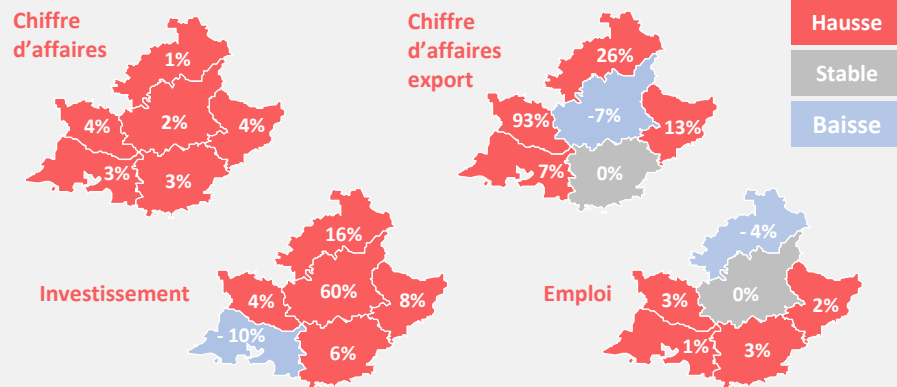 Chiffre
d'affaires
1%
4%
2%
4%
3%
3%
Chiffre
d'affaires
export
26%
93%
-7%
13%
7%
0%
Hausse
Stable
Baisse
Investissement
16%
4%
60%
8%
- 10%
6%
Emploi
- 4%
3%
0%
2%
1%
3%